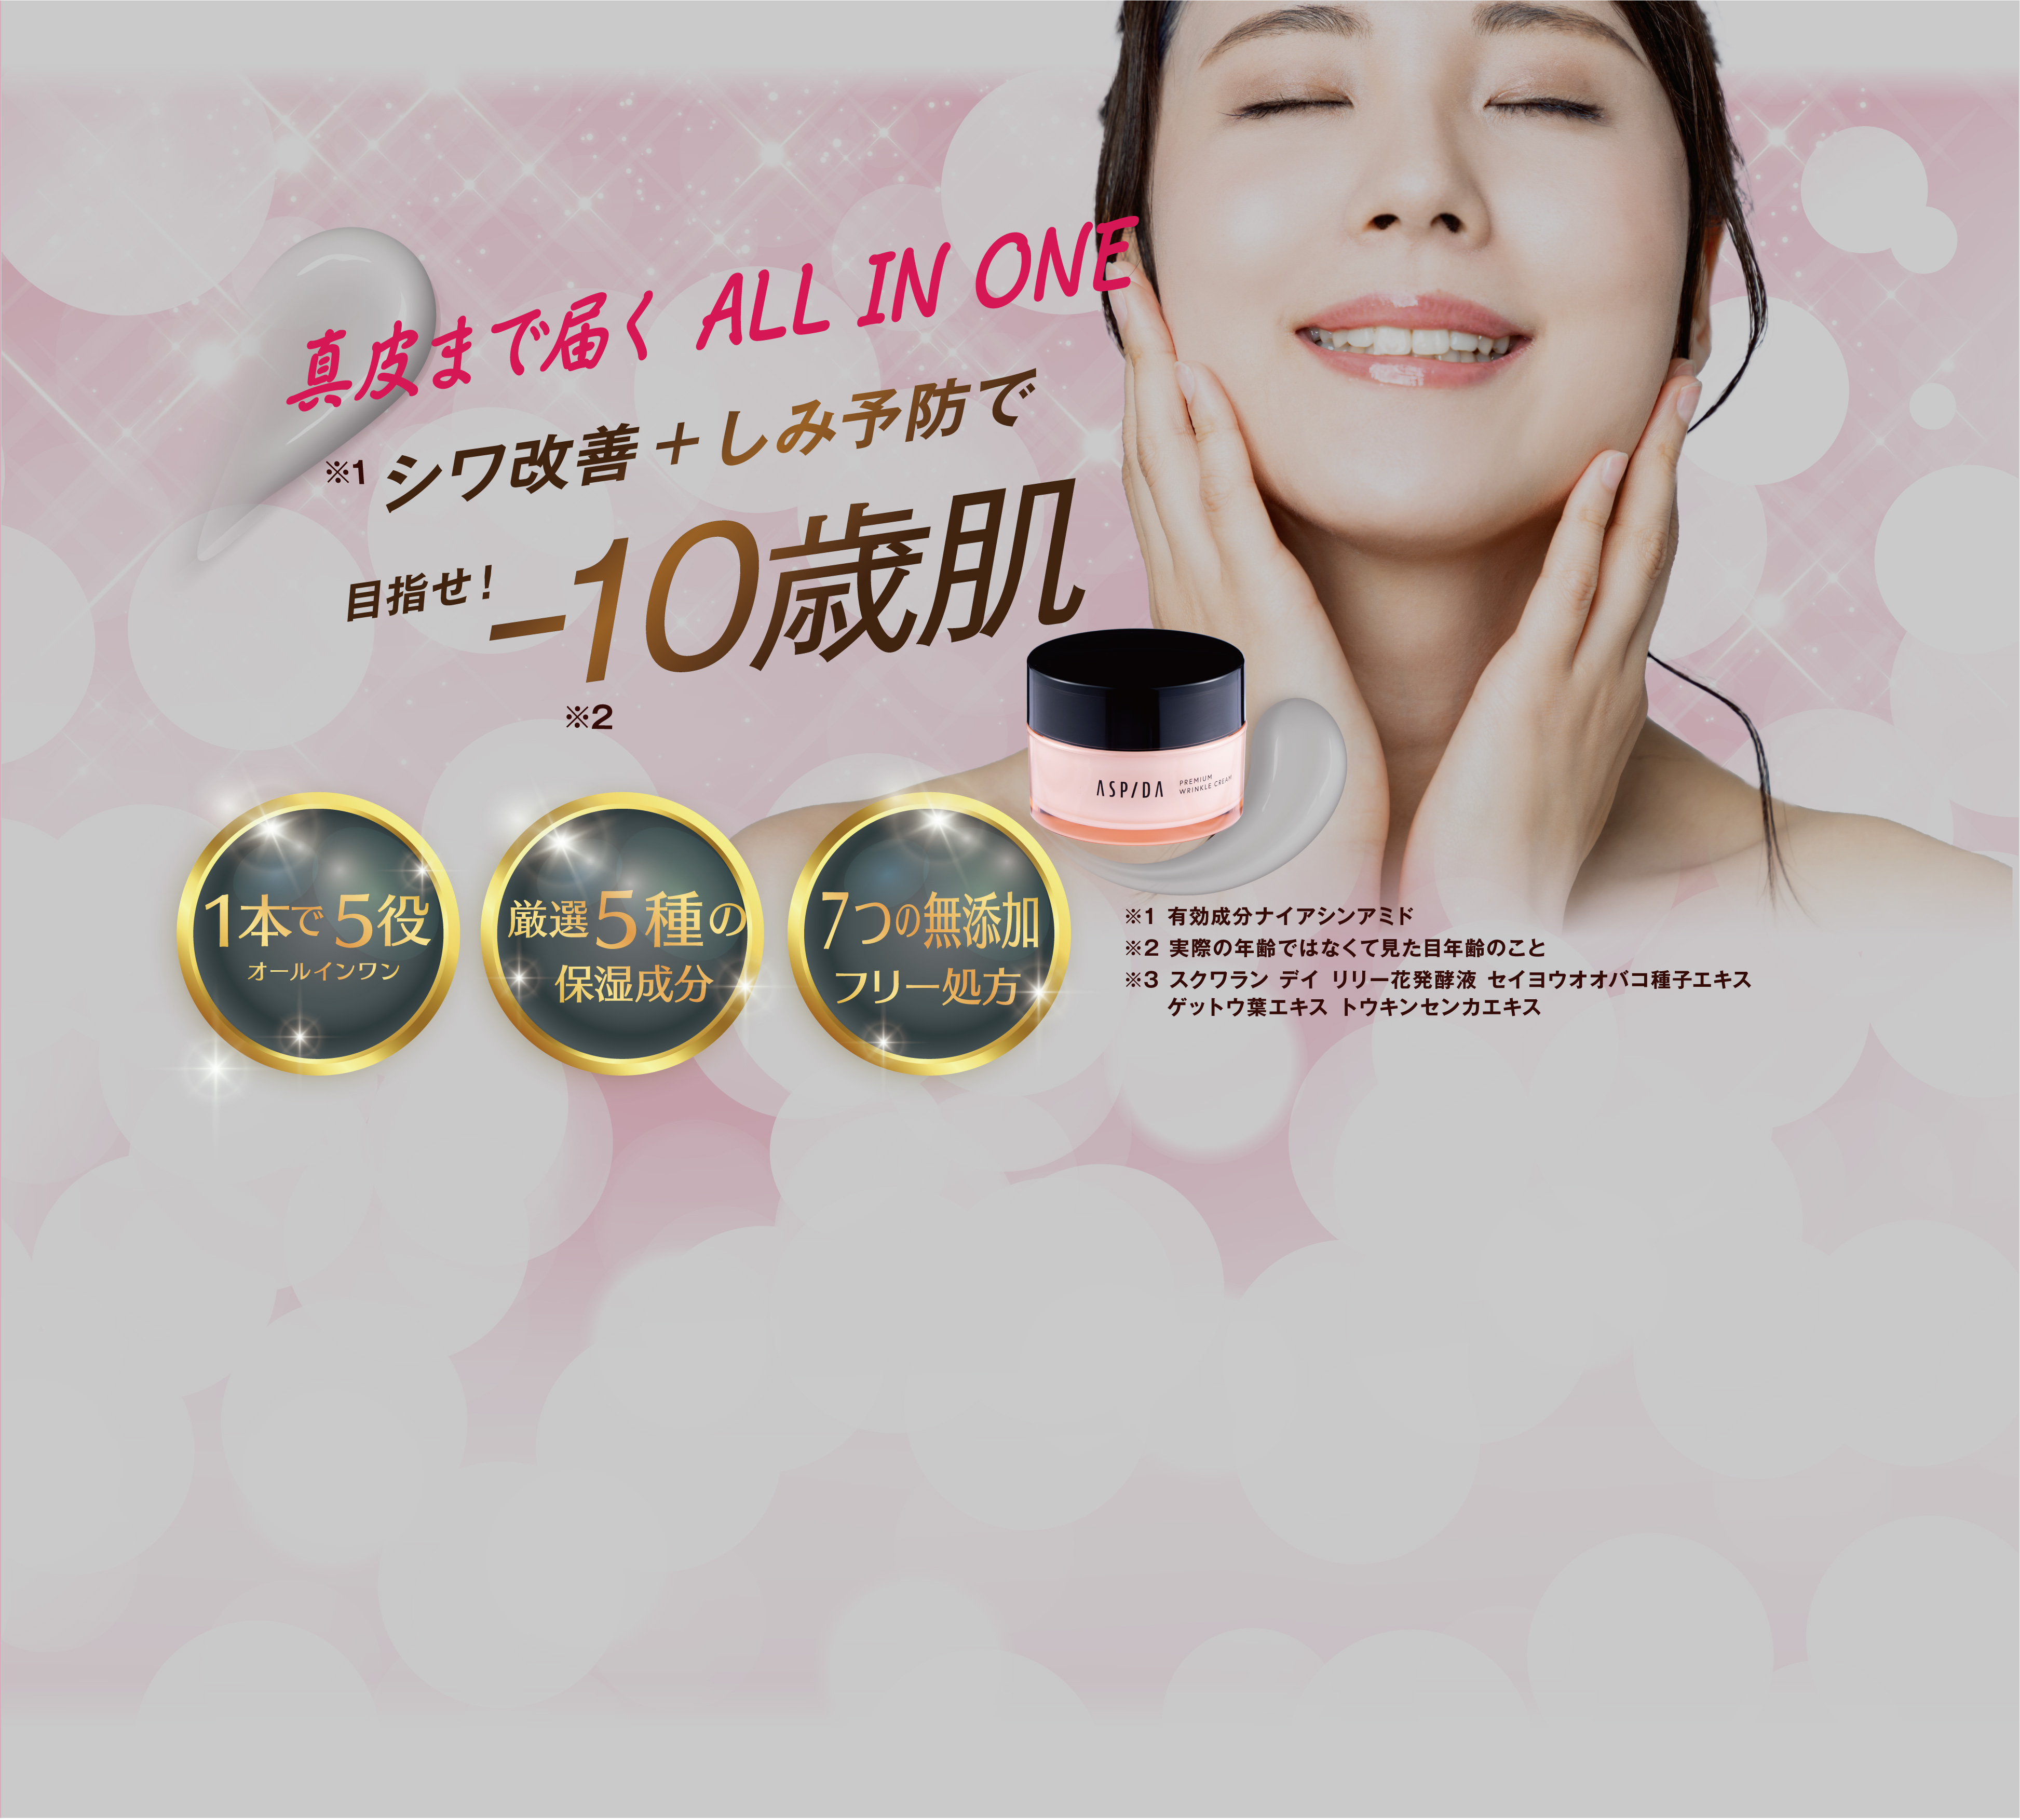 真皮まで届く ALL IN ONE
※1 シワ改善＋しみ予防で
目指せ！−10歳肌
※2
ASPIDA PREMIUM
WRINKLE CREAM
1本で5役
オールインワン
厳選5種の
保湿成分
7つの無添加
フリー処方
※1 有効成分ナイアシンアミド
※2 実際の年齢ではなくて見た目年齢のこと
※3 スクワラン デイ リリー花発酵液 セイヨウオオバコ種子エキス
ゲットウ葉エキス トウキンセンカエキス